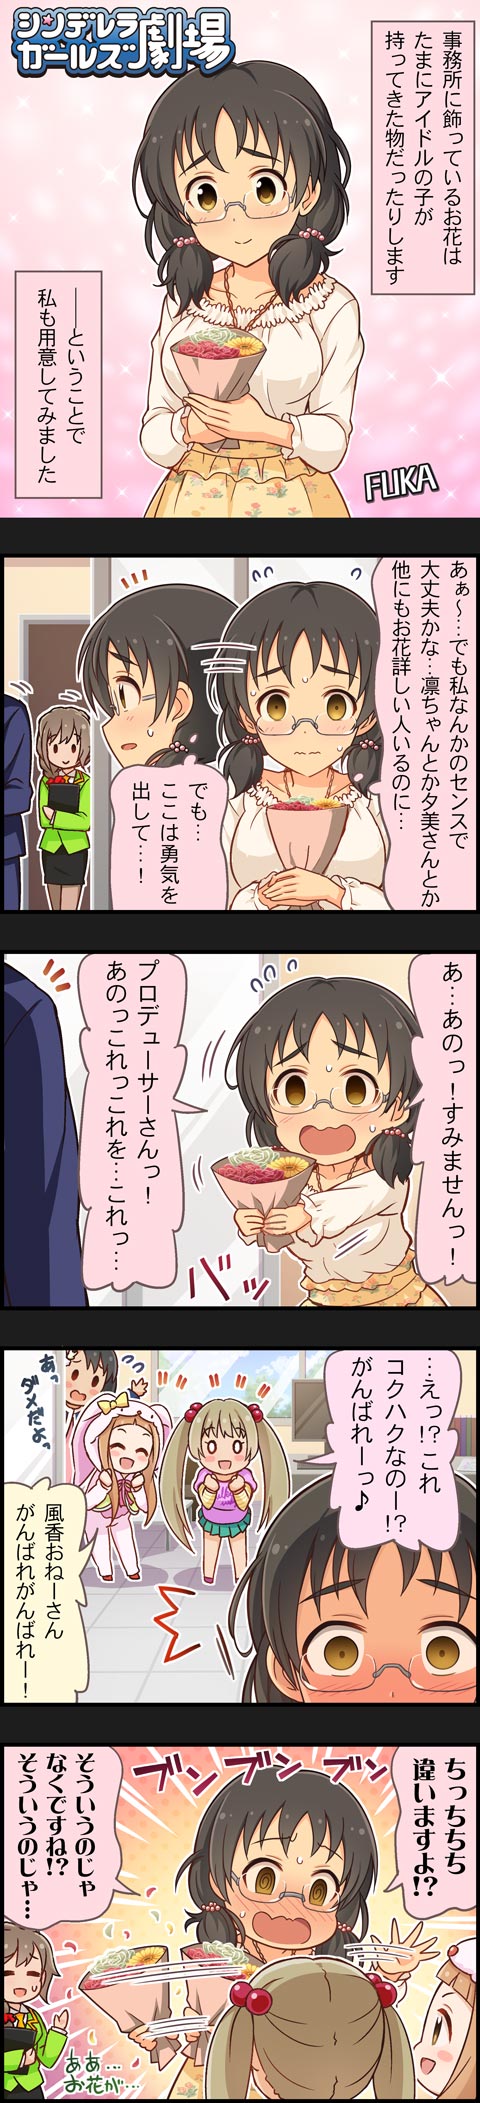 シンデレラ
ガールズ劇場
事務所に飾っているお花は
たまにアイドルの子が
持ってきた物だったりします
――ということで
私も用意してみました
FUKA
あぁ～…でも私なんかのセンスで
大丈夫かな…凛ちゃんとか夕美さんとか
他にもお花詳しい人いるのに…
でも…
ここは勇気を
出して…！
あ…あのっ！すみませんっ！
プロデューサーさんっ！
あのっこれっこれを…これっ…
バッ
…えっ!?これ
コクハクなのー!?
がんばれーっ♪
あっ
ダメだよっ
風香おねーさん
がんばれがんばれー！
ちっちちち
違いますよ!?
ブンブンブンブン
そういうのじゃ
なくてですね!?
そういうのじゃ…
ああ…
お花が…